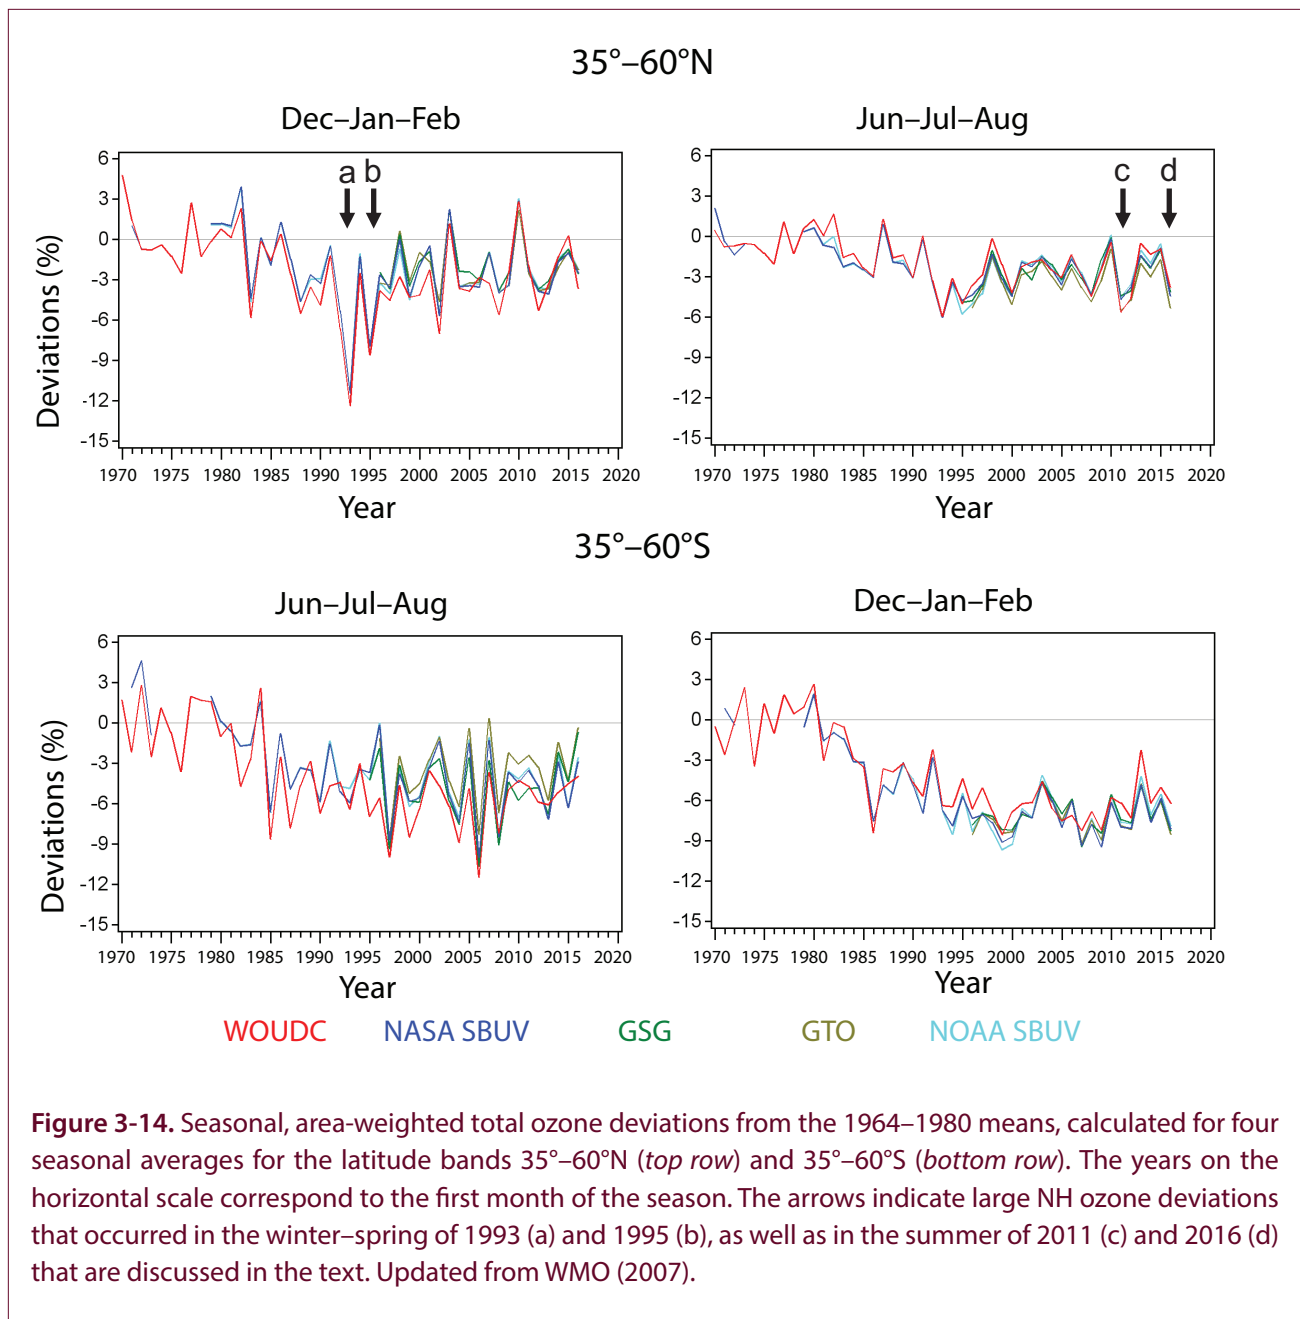 35°–60°N
Dec–Jan–Feb
Jun–Jul–Aug
Deviations (%)
6
3
0
-3
-6
-9
-12
-15
a b
1970 1975 1980 1985 1990 1995 2000 2005 2010 2015 2020
Year
6
3
0
-3
-6
-9
-12
-15
c d
1970 1975 1980 1985 1990 1995 2000 2005 2010 2015 2020
Year
35°–60°S
Jun–Jul–Aug
Dec–Jan–Feb
Deviations (%)
6
3
0
-3
-6
-9
-12
-15
1970 1975 1980 1985 1990 1995 2000 2005 2010 2015 2020
Year
6
3
0
-3
-6
-9
-12
-15
1970 1975 1980 1985 1990 1995 2000 2005 2010 2015 2020
Year
WOUDC NASA SBUV GSG GTO NOAA SBUV
Figure 3-14. Seasonal, area-weighted total ozone deviations from the 1964–1980 means, calculated for four
seasonal averages for the latitude bands 35°–60°N (top row) and 35°–60°S (bottom row). The years on the
horizontal scale correspond to the first month of the season. The arrows indicate large NH ozone deviations
that occurred in the winter–spring of 1993 (a) and 1995 (b), as well as in the summer of 2011 (c) and 2016 (d)
that are discussed in the text. Updated from WMO (2007).